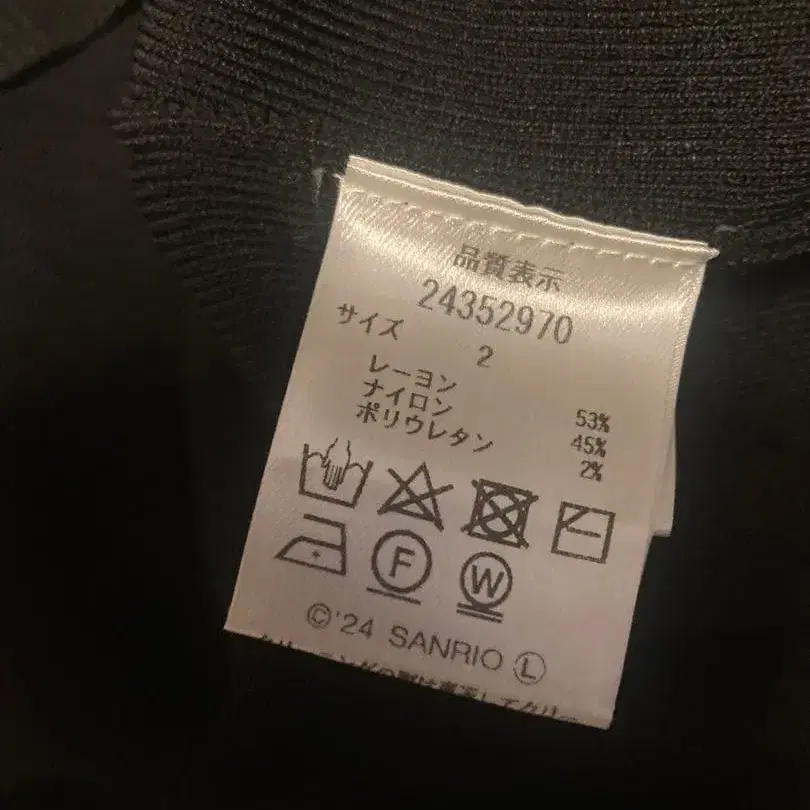 品質表示
24352970
サイズ 2
レーヨン 53%
ナイロン 45%
ポリウレタン 2%
F W
©'24 SANRIO Ⓛ